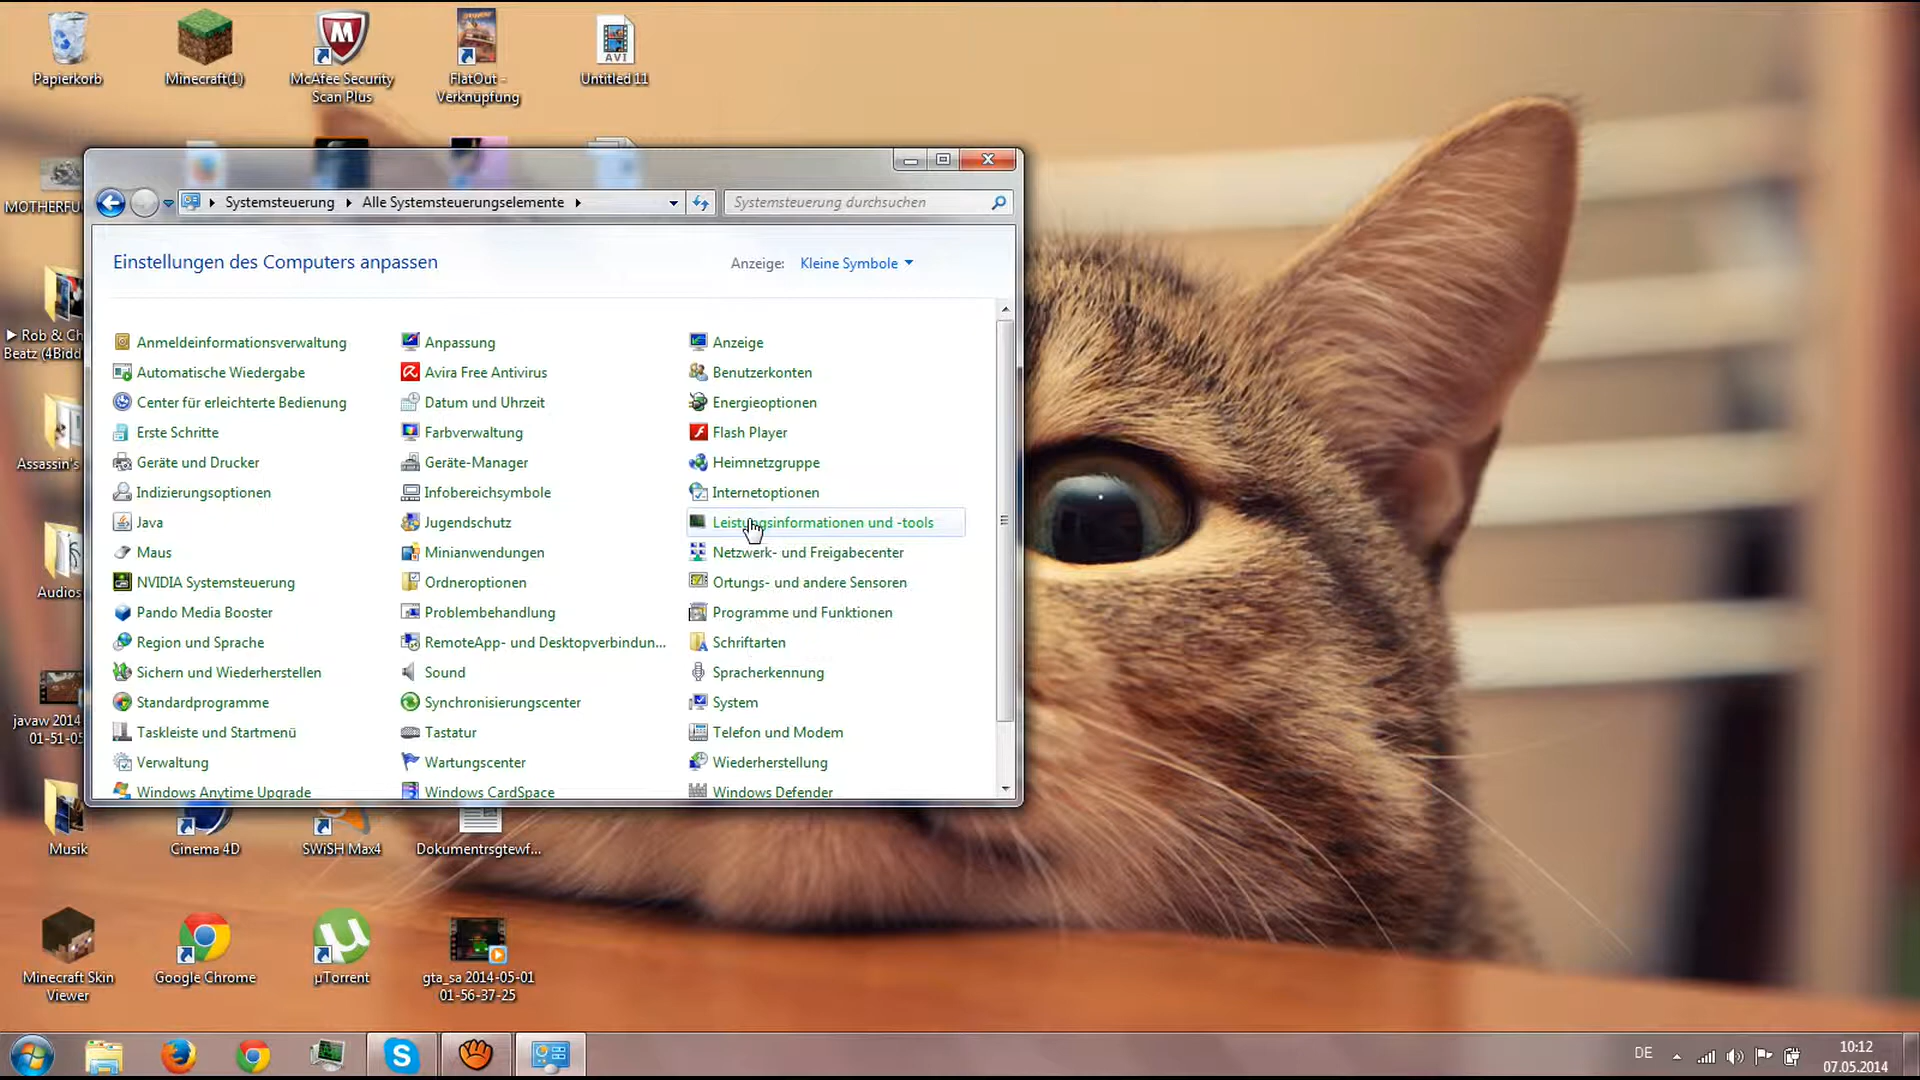 Papierkorb
Minecraft(1)
McAfee Security
Scan Plus
FlatOut -
Verknüpfung
AVI
Untitled 11
MOTHERFU
▶ Rob & Ch
Beatz (4Bidd
Assassin's
Audios
javaw 2014
01-51-05
Systemsteuerung
Alle Systemsteuerungselemente
Systemsteuerung durchsuchen
Einstellungen des Computers anpassen
Anzeige: Kleine Symbole
Anmeldeinformationsverwaltung
Anpassung
Anzeige
Automatische Wiedergabe
Avira Free Antivirus
Benutzerkonten
Center für erleichterte Bedienung
Datum und Uhrzeit
Energieoptionen
Erste Schritte
Farbverwaltung
Flash Player
Geräte und Drucker
Geräte-Manager
Heimnetzgruppe
Indizierungsoptionen
Infobereichsymbole
Internetoptionen
Java
Jugendschutz
Leistungsinformationen und -tools
Maus
Minianwendungen
Netzwerk- und Freigabecenter
NVIDIA Systemsteuerung
Ordneroptionen
Ortungs- und andere Sensoren
Pando Media Booster
Problembehandlung
Programme und Funktionen
Region und Sprache
RemoteApp- und Desktopverbindun...
Schriftarten
Sichern und Wiederherstellen
Sound
Spracherkennung
Standardprogramme
Synchronisierungscenter
System
Taskleiste und Startmenü
Tastatur
Telefon und Modem
Verwaltung
Wartungscenter
Wiederherstellung
Windows Anytime Upgrade
Windows CardSpace
Windows Defender
Musik
Cinema 4D
SWiSH Max4
Dokumentrsgtewf...
Minecraft Skin
Viewer
Google Chrome
µTorrent
gta_sa 2014-05-01
01-56-37-25
DE
10:12
07.05.2014